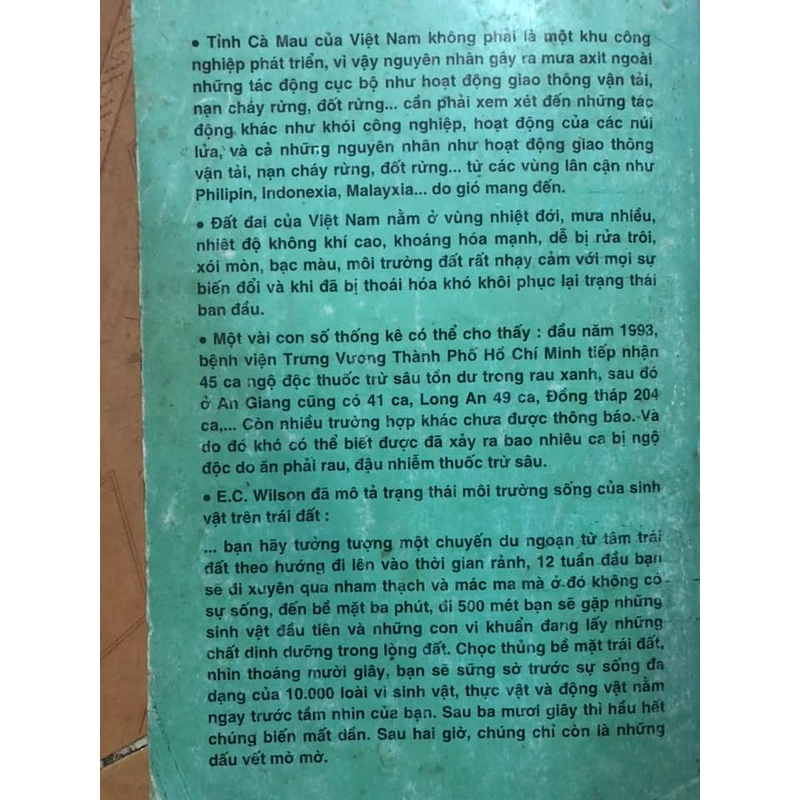 • Tỉnh Cà Mau của Việt Nam không phải là một khu công
nghiệp phát triển, vì vậy nguyên nhân gây ra mưa axit ngoài
những tác động cục bộ như hoạt động giao thông vận tải,
nạn cháy rừng, đốt rừng... cần phải xem xét đến những tác
động khác như khói công nghiệp, hoạt động của các núi
lửa, và cả những nguyên nhân như hoạt động giao thông
vận tải, nạn cháy rừng, đốt rừng... từ các vùng lân cận như
Philipin, Indonexia, Malayxia... do gió mang đến.
• Đất đai của Việt Nam nằm ở vùng nhiệt đới, mưa nhiều,
nhiệt độ không khí cao, khoáng hóa mạnh, dễ bị rửa trôi,
xói mòn, bạc màu, môi trường đất rất nhạy cảm với mọi sự
biến đổi và khi đã bị thoái hóa khó khôi phục lại trạng thái
ban đầu.
• Một vài con số thống kê có thể cho thấy : đầu năm 1993,
bệnh viện Trưng Vương Thành Phố Hồ Chí Minh tiếp nhận
45 ca ngộ độc thuốc trừ sâu tồn dư trong rau xanh, sau đó
ở An Giang cũng có 41 ca, Long An 49 ca, Đồng tháp 204
ca,... Còn nhiều trường hợp khác chưa được thông báo. Và
do đó khó có thể biết được đã xảy ra bao nhiêu ca bị ngộ
độc do ăn phải rau, đậu nhiễm thuốc trừ sâu.
• E.C. Wilson đã mô tả trạng thái môi trường sống của sinh
vật trên trái đất :
... bạn hãy tưởng tượng một chuyến du ngoạn từ tâm trái
đất theo hướng đi lên vào thời gian rảnh, 12 tuần đầu bạn
sẽ đi xuyên qua nham thạch và mác ma mà ở đó không có
sự sống, đến bề mặt ba phút, đi 500 mét bạn sẽ gặp những
sinh vật đầu tiên và những con vi khuẩn đang lấy những
chất dinh dưỡng trong lòng đất. Chọc thủng bề mặt trái đất,
nhìn thoáng mười giây, bạn sẽ sững sờ trước sự sống đa
dạng của 10.000 loài vi sinh vật, thực vật và động vật nằm
ngay trước tầm nhìn của bạn. Sau ba mươi giây thì hầu hết
chúng biến mất dần. Sau hai giờ, chúng chỉ còn là những
dấu vết mờ mờ.